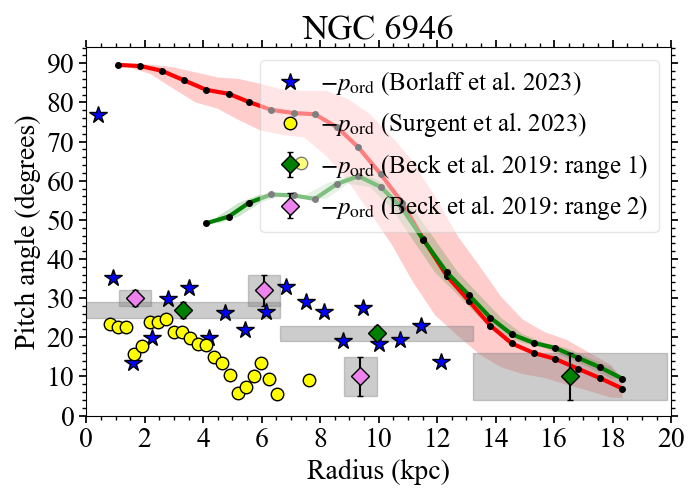 NGC 6946
Pitch angle (degrees)
90
80
70
60
50
40
30
20
10
0
−p_ord (Borlaff et al. 2023)
−p_ord (Surgent et al. 2023)
−p_ord (Beck et al. 2019: range 1)
−p_ord (Beck et al. 2019: range 2)
0 2 4 6 8 10 12 14 16 18 20
Radius (kpc)